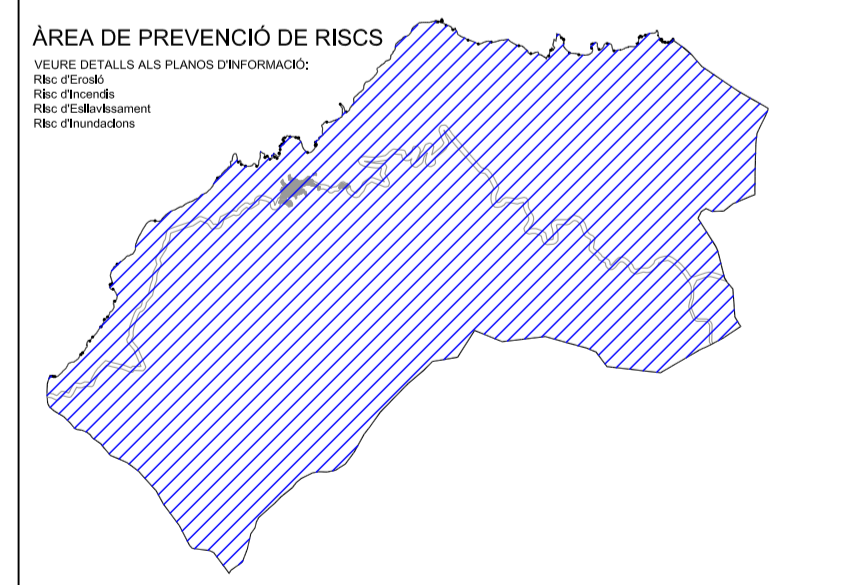 ÀREA DE PREVENCIÓ DE RISCS
VEURE DETALLS ALS PLANOS D'INFORMACIÓ:
Risc d'Erosió
Risc d'Incendis
Risc d'Esllavissament
Risc d'Inundacions